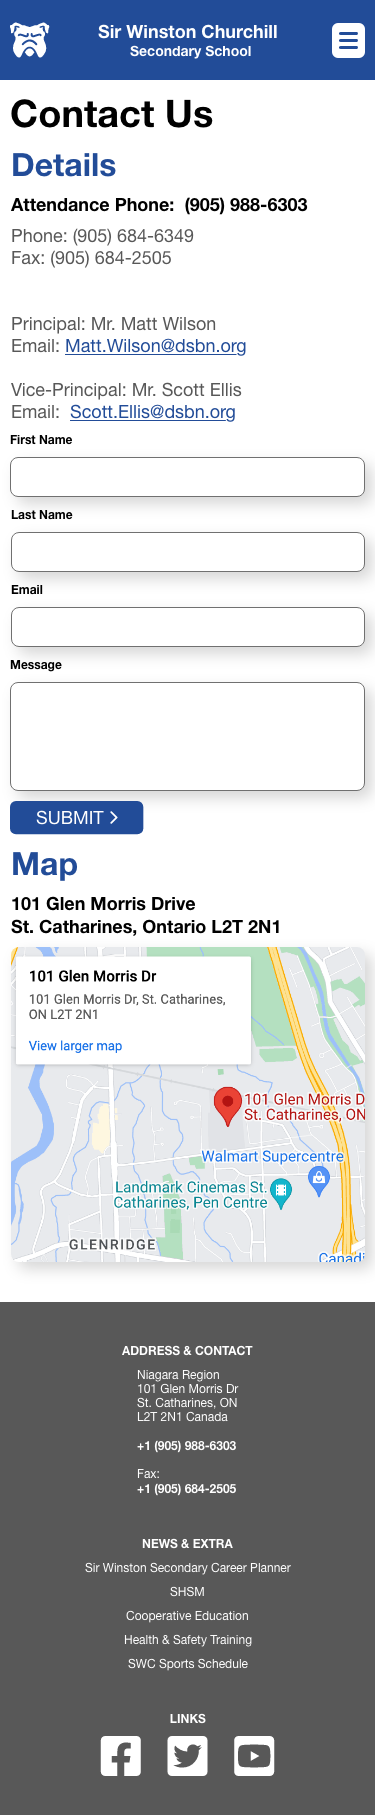 Sir Winston Churchill
Secondary School
Contact Us
Details
Attendance Phone:  (905) 988-6303
Phone: (905) 684-6349
Fax: (905) 684-2505
Principal: Mr. Matt Wilson
Email: Matt.Wilson@dsbn.org
Vice-Principal: Mr. Scott Ellis
Email:  Scott.Ellis@dsbn.org
First Name
Last Name
Email
Message
SUBMIT
Map
101 Glen Morris Drive
St. Catharines, Ontario L2T 2N1
101 Glen Morris Dr
101 Glen Morris Dr, St. Catharines,
ON L2T 2N1
View larger map
101 Glen Morris D
St. Catharines, ON
Walmart Supercentre
Landmark Cinemas St.
Catharines, Pen Centre
GLENRIDGE
Canadi
ADDRESS & CONTACT
Niagara Region
101 Glen Morris Dr
St. Catharines, ON
L2T 2N1 Canada
+1 (905) 988-6303
Fax:
+1 (905) 684-2505
NEWS & EXTRA
Sir Winston Secondary Career Planner
SHSM
Cooperative Education
Health & Safety Training
SWC Sports Schedule
LINKS